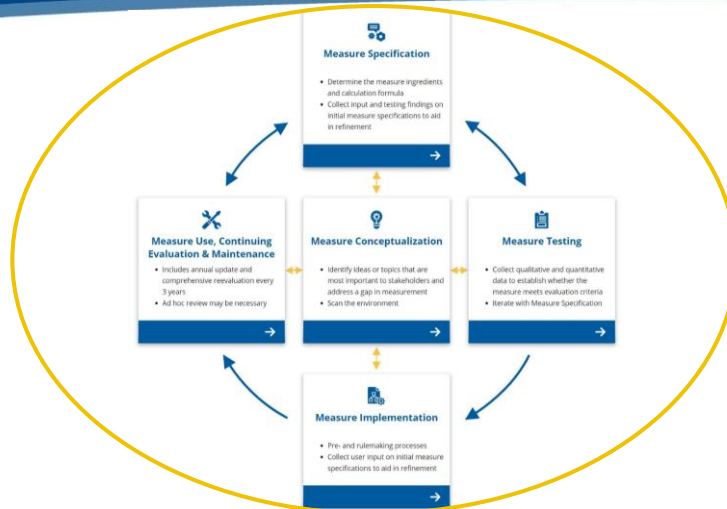 Measure Specification
• Determine the measure ingredients
and calculation formula
• Collect input and testing findings on
initial measure specifications to aid
in refinement
Measure Use, Continuing
Evaluation & Maintenance
• Includes annual update and
comprehensive reevaluation every
3 years
• Ad hoc review may be necessary
Measure Conceptualization
• Identify ideas or topics that are
most important to stakeholders and
address a gap in measurement
• Scan the environment
Measure Testing
• Collect qualitative and quantitative
data to establish whether the
measure meets evaluation criteria
• Iterate with Measure Specification
Measure Implementation
• Pre- and rulemaking processes
• Collect user input on initial measure
specifications to aid in refinement